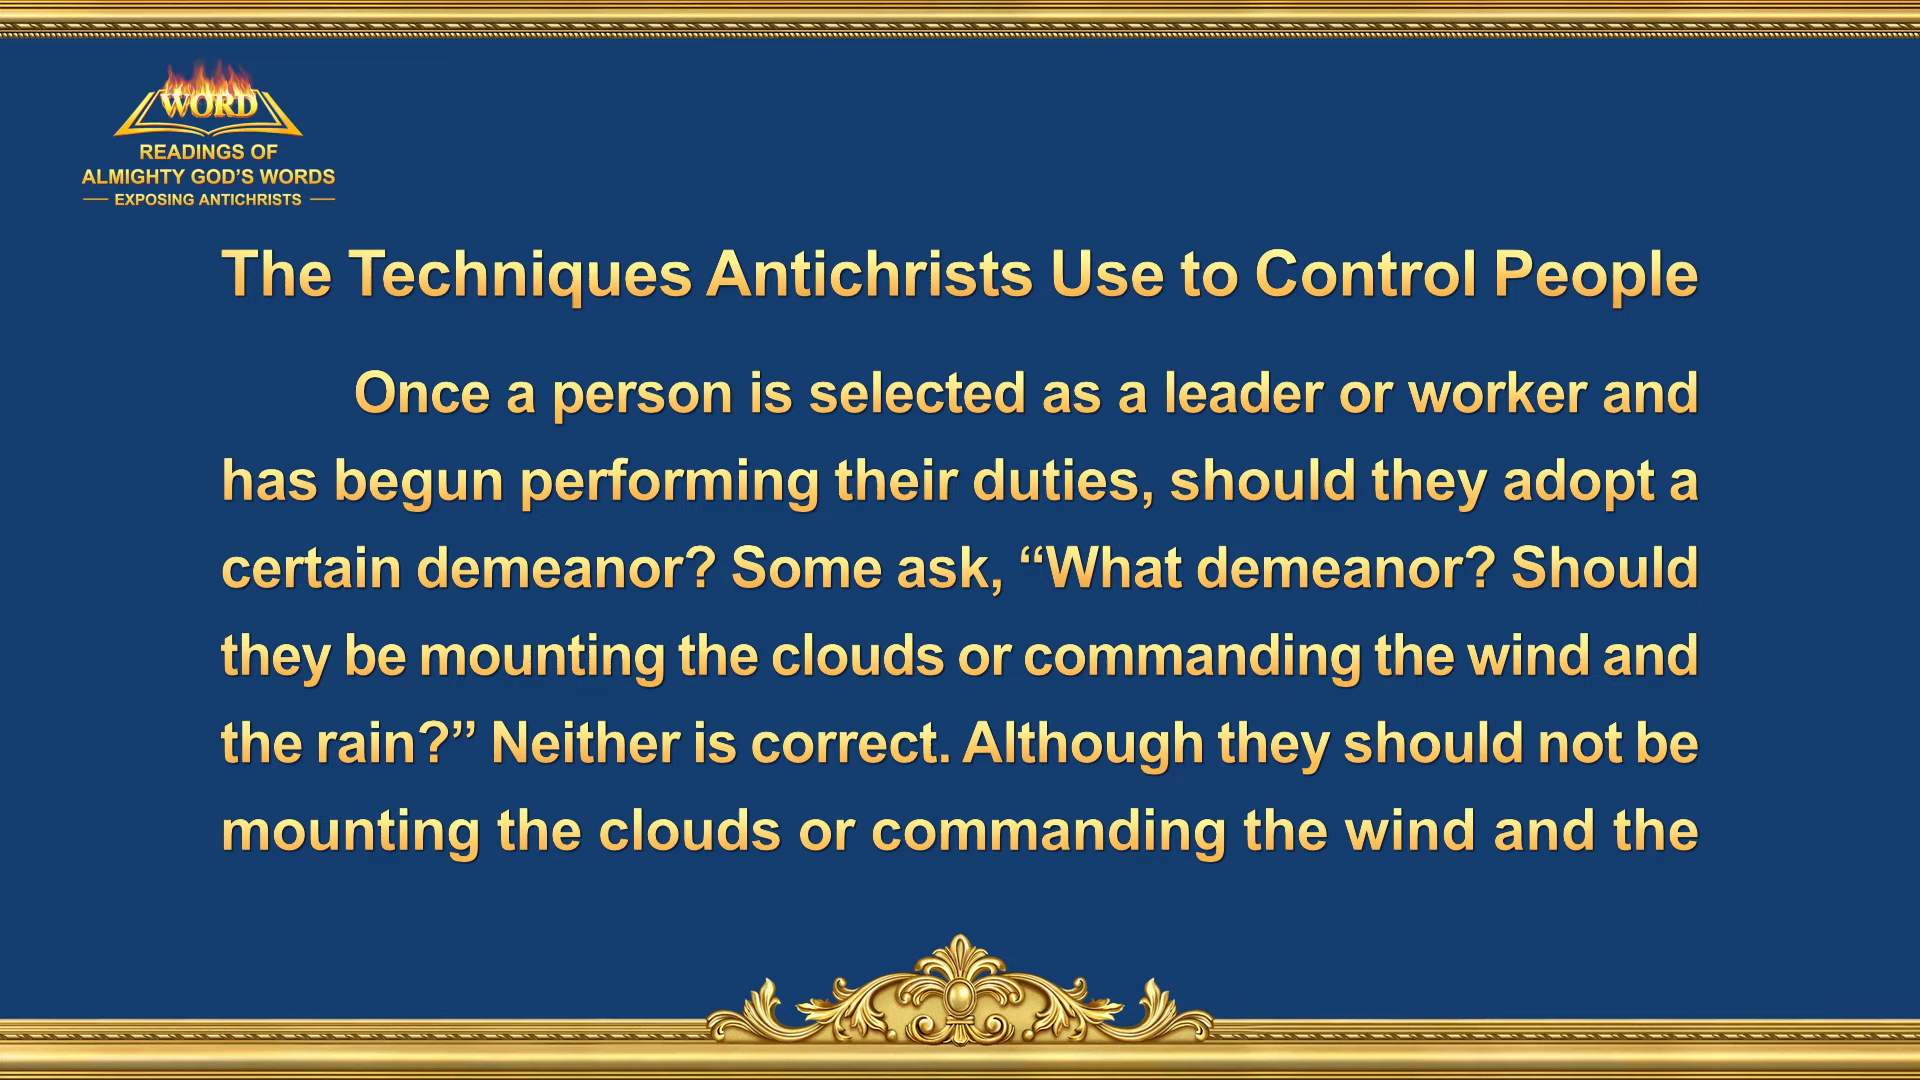 WORD
READINGS OF
ALMIGHTY GOD’S WORDS
EXPOSING ANTICHRISTS
The Techniques Antichrists Use to Control People
Once a person is selected as a leader or worker and
has begun performing their duties, should they adopt a
certain demeanor? Some ask, “What demeanor? Should
they be mounting the clouds or commanding the wind and
the rain?” Neither is correct. Although they should not be
mounting the clouds or commanding the wind and the